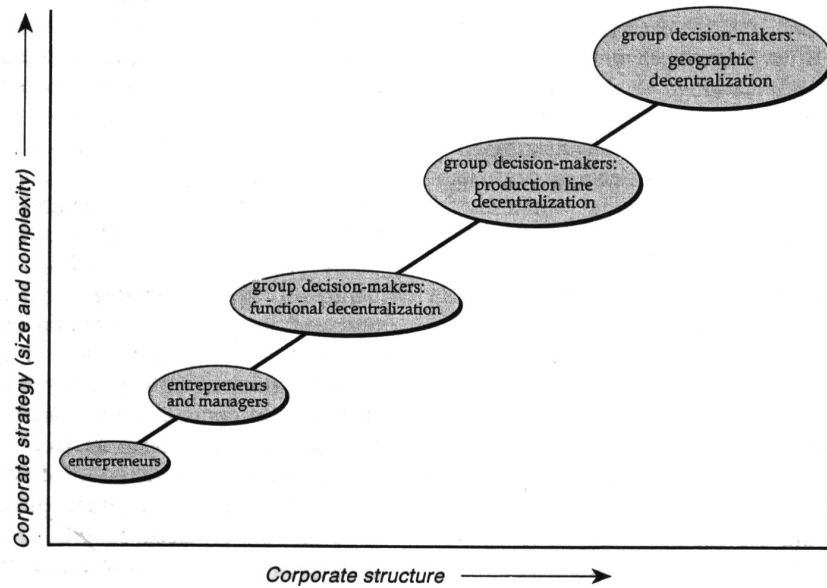 group decision-makers:
geographic
decentralization
group decision-makers:
production line
decentralization
group decision-makers:
functional decentralization
entrepreneurs
and managers
entrepreneurs
Corporate strategy (size and complexity)
Corporate structure